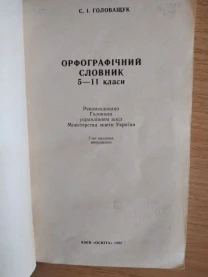 С. І. ГОЛОВАЩУК
ОРФОГРАФІЧНИЙ
СЛОВНИК
5—11 класи
Рекомендовано
Головним
управлінням шкіл
Міністерства освіти України
КИЇВ «ОСВІТА»